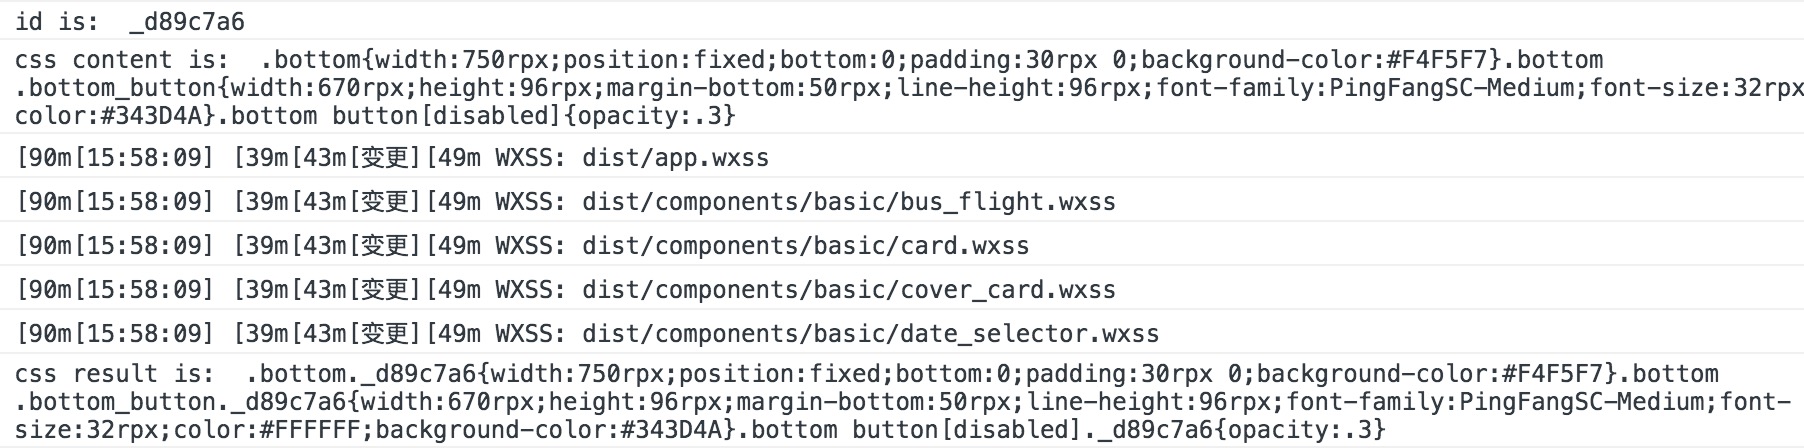 id is:  _d89c7a6
css content is:  .bottom{width:750rpx;position:fixed;bottom:0;padding:30rpx 0;background-color:#F4F5F7}.bottom
.bottom_button{width:670rpx;height:96rpx;margin-bottom:50rpx;line-height:96rpx;font-family:PingFangSC-Medium;font-size:32rpx
color:#343D4A}.bottom button[disabled]{opacity:.3}
[90m[15:58:09] [39m[43m[变更][49m WXSS: dist/app.wxss
[90m[15:58:09] [39m[43m[变更][49m WXSS: dist/components/basic/bus_flight.wxss
[90m[15:58:09] [39m[43m[变更][49m WXSS: dist/components/basic/card.wxss
[90m[15:58:09] [39m[43m[变更][49m WXSS: dist/components/basic/cover_card.wxss
[90m[15:58:09] [39m[43m[变更][49m WXSS: dist/components/basic/date_selector.wxss
css result is:  .bottom._d89c7a6{width:750rpx;position:fixed;bottom:0;padding:30rpx 0;background-color:#F4F5F7}.bottom
.bottom_button._d89c7a6{width:670rpx;height:96rpx;margin-bottom:50rpx;line-height:96rpx;font-family:PingFangSC-Medium;font-
size:32rpx;color:#FFFFFF;background-color:#343D4A}.bottom button[disabled]._d89c7a6{opacity:.3}